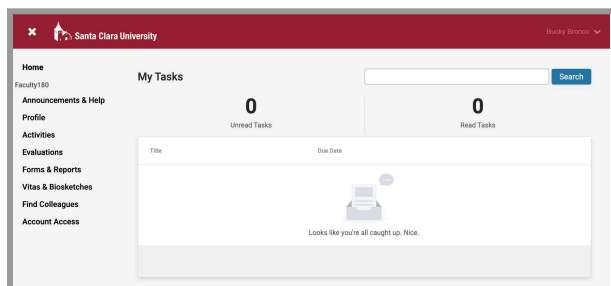 Santa Clara University
Bucky Bronco
Home
Faculty180
Announcements & Help
Profile
Activities
Evaluations
Forms & Reports
Vitas & Biosketches
Find Colleagues
Account Access
My Tasks
Search
0
Unread Tasks
0
Read Tasks
Title
Due Date
Looks like you're all caught up. Nice.